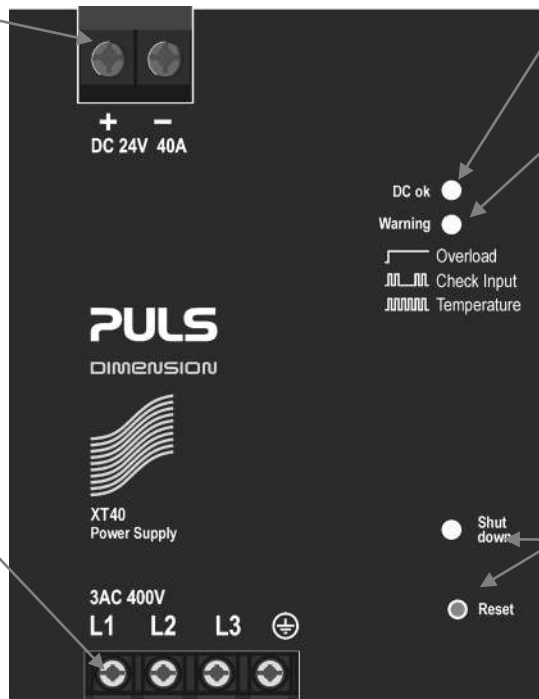 + −
DC 24V 40A
DC ok
Warning
Overload
Check Input
Temperature
PULS
DIMENSION
XT40
Power Supply
Shut
down
Reset
3AC 400V
L1 L2 L3